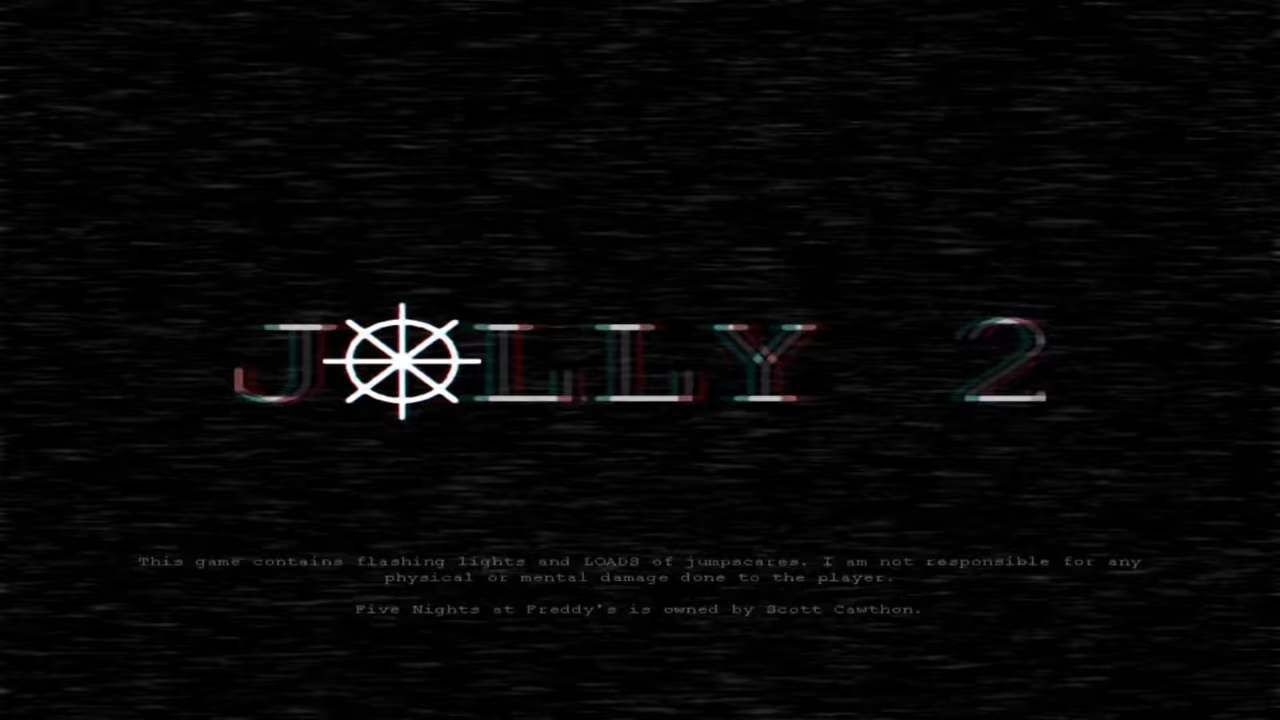 JOLLY 2
This game contains flashing lights and LOADS of jumpscares. I am not responsible for any
physical or mental damage done to the player.
Five Nights at Freddy's is owned by Scott Cawthon.